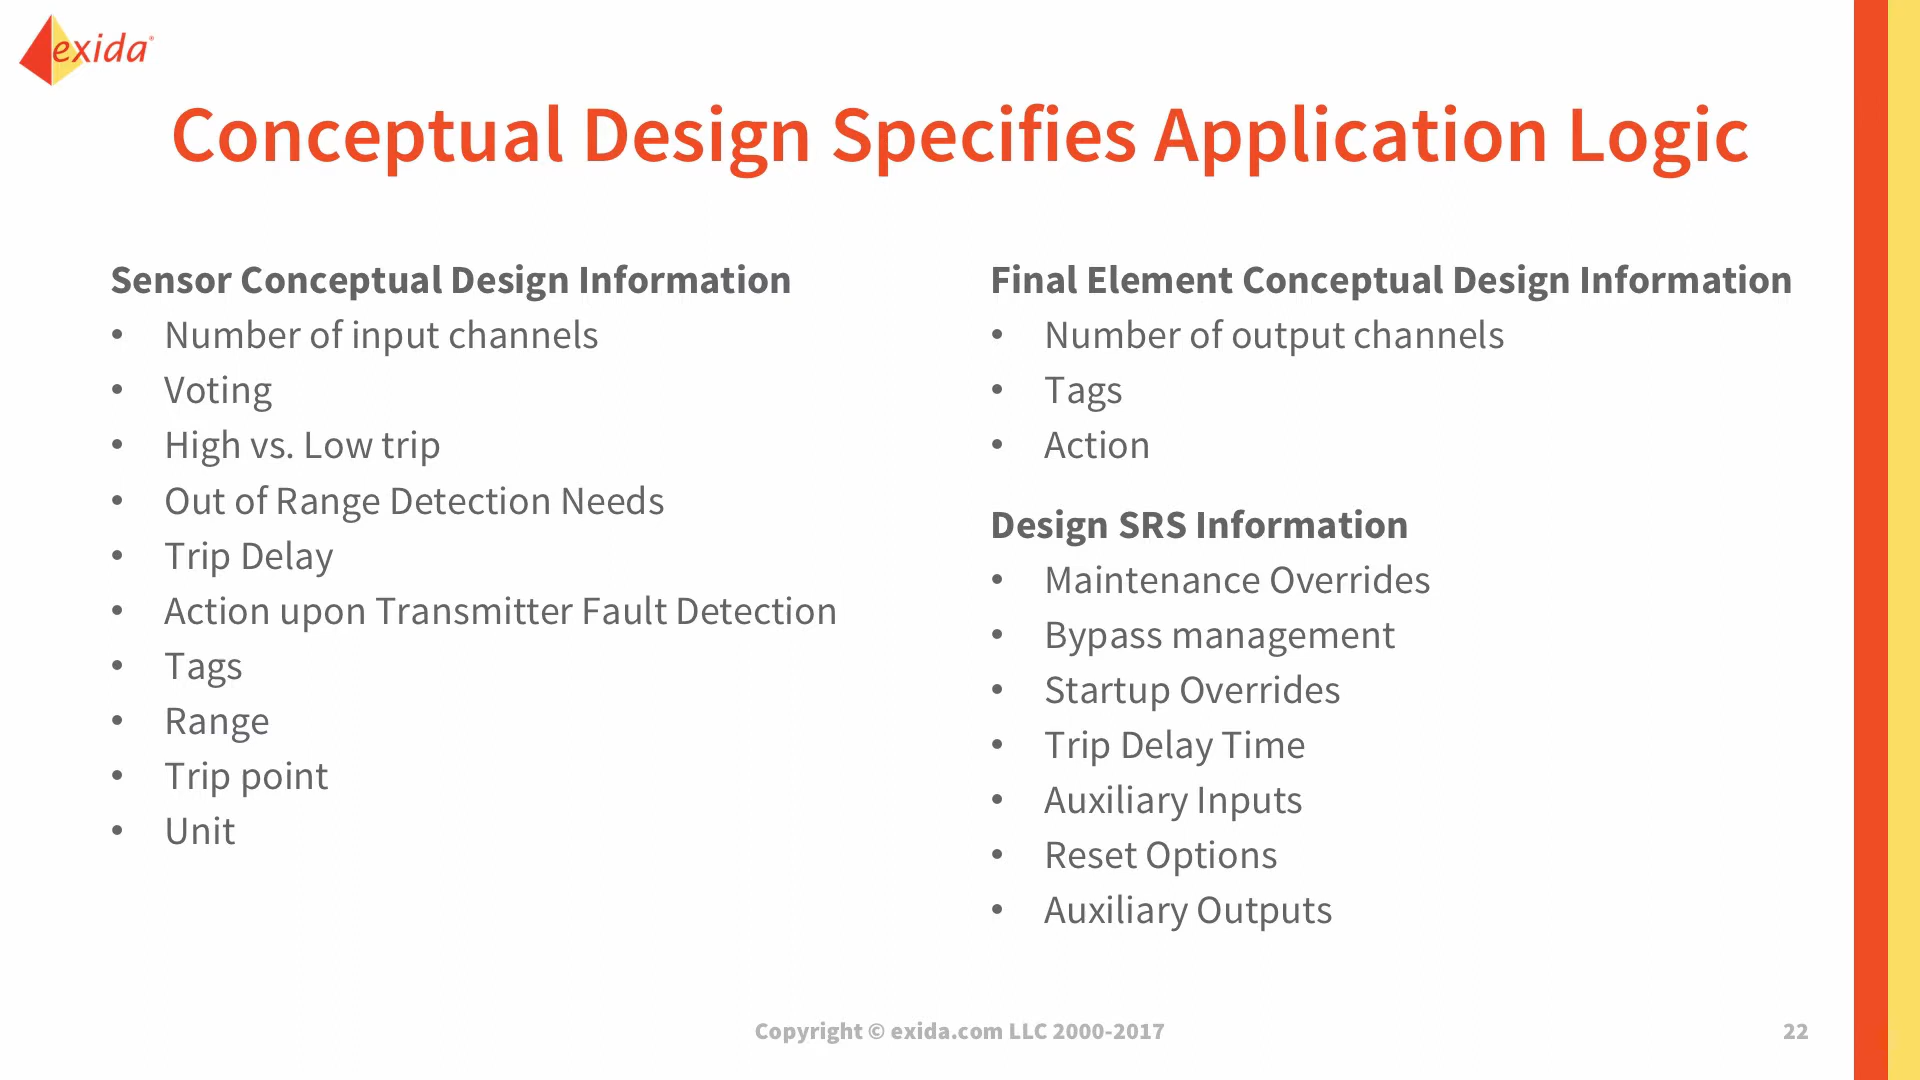 exida®
Conceptual Design Specifies Application Logic
Sensor Conceptual Design Information
• Number of input channels
• Voting
• High vs. Low trip
• Out of Range Detection Needs
• Trip Delay
• Action upon Transmitter Fault Detection
• Tags
• Range
• Trip point
• Unit
Final Element Conceptual Design Information
• Number of output channels
• Tags
• Action
Design SRS Information
• Maintenance Overrides
• Bypass management
• Startup Overrides
• Trip Delay Time
• Auxiliary Inputs
• Reset Options
• Auxiliary Outputs
Copyright © exida.com LLC 2000-2017
22